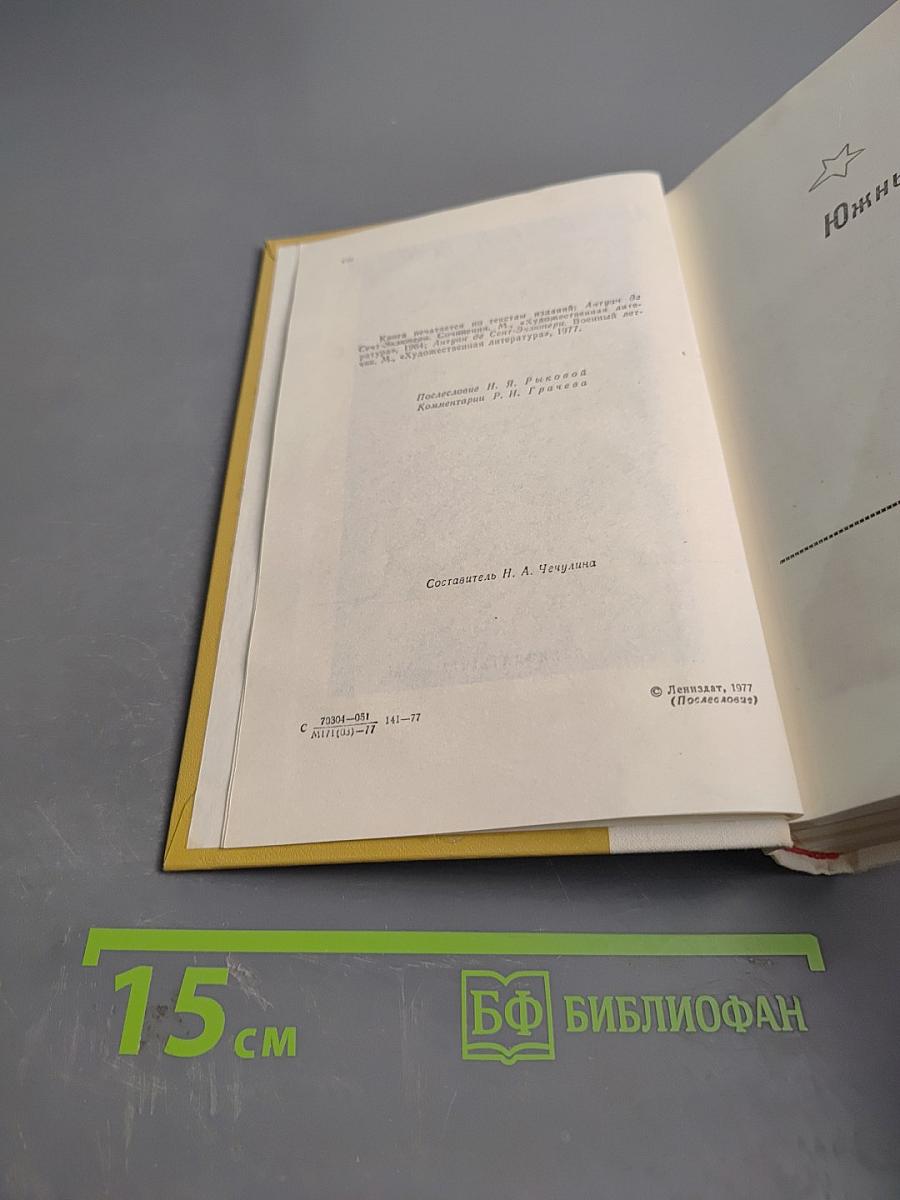 Книга печатается по текстам изданий: Антуан де
Сент-Экзюпери. Сочинения. М., «Художественная лите-
ратура», 1964; Антуан де Сент-Экзюпери. Военный лет-
чик. М., «Художественная литература», 1977.
Послесловие Н. Я. Рыковой
Комментарии Р. И. Грачева
Составитель Н. А. Чечулина
© Лениздат, 1977
(Послесловие)
С 70304—051
М171(03)—77 141—77
Южны
15 см
БФ БИБЛИОФАН